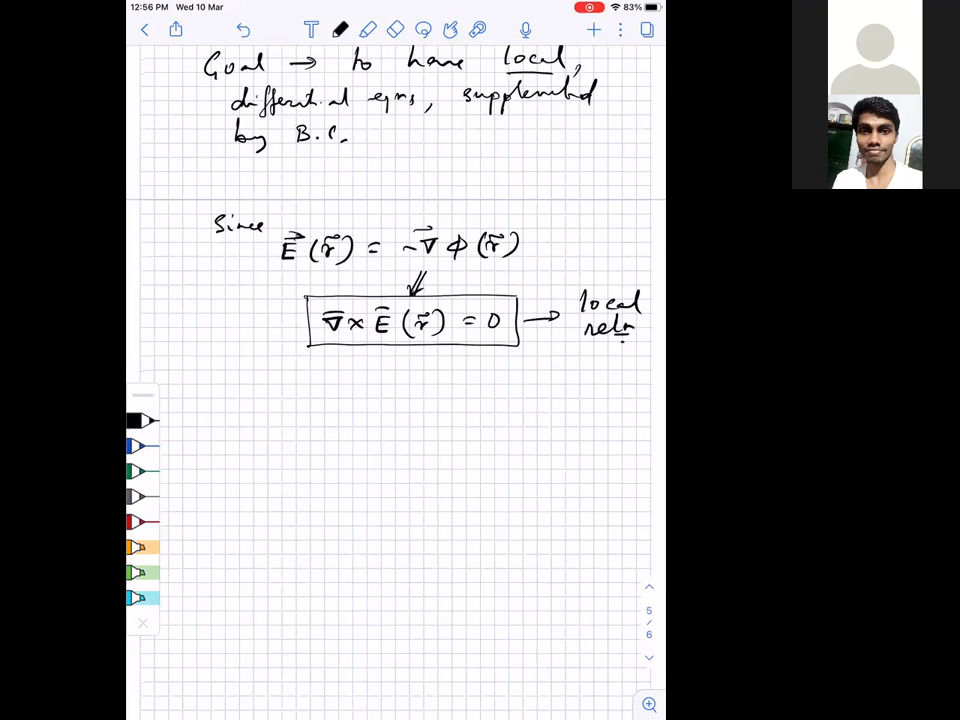 12:56 PM Wed 10 Mar
83%
Goal → to have local,
differential eqns, supplemented
by B.C.
Since
E⃗ (r⃗) = -∇⃗ φ (r⃗)
⇓
∇⃗ × E⃗ (r⃗) = 0 → local
reln
5
/
6